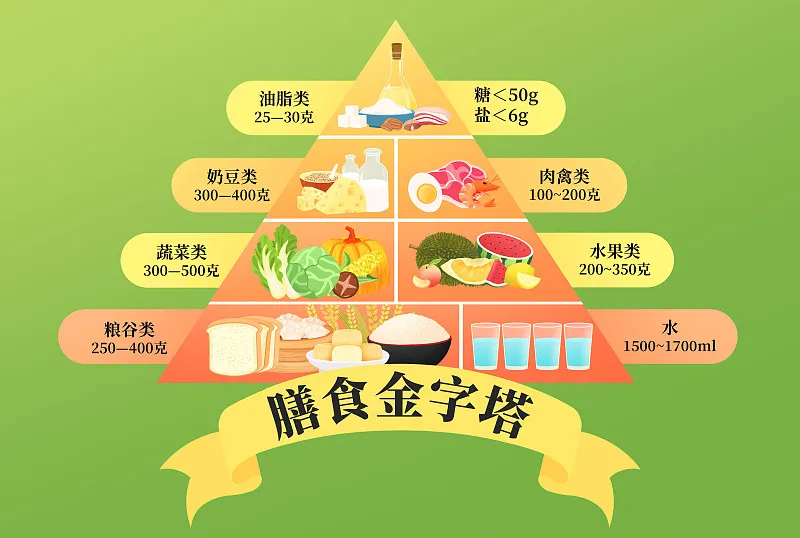 油脂类
25—30克
糖＜50g
盐＜6g
奶豆类
300—400克
肉禽类
100~200克
蔬菜类
300—500克
水果类
200~350克
粮谷类
250—400克
水
1500~1700ml
膳食金字塔